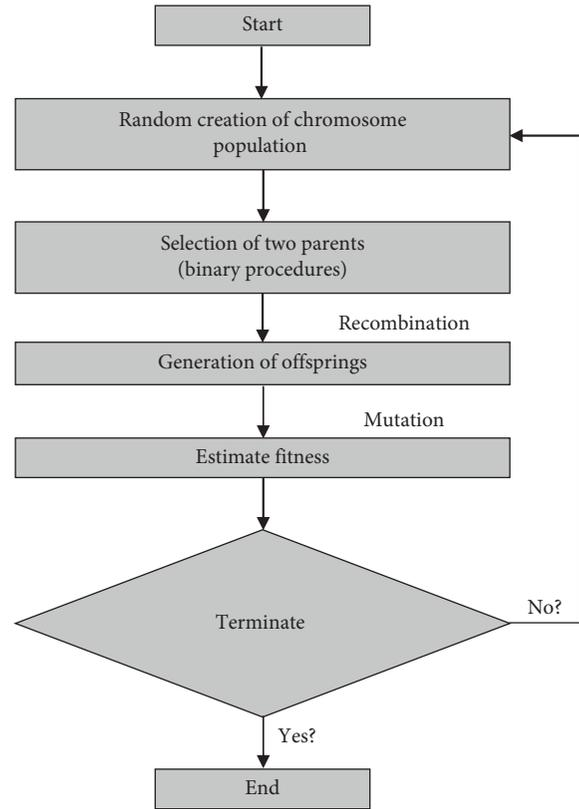 Start
Random creation of chromosome
population
Selection of two parents
(binary procedures)
Recombination
Generation of offsprings
Mutation
Estimate fitness
Terminate
No?
Yes?
End